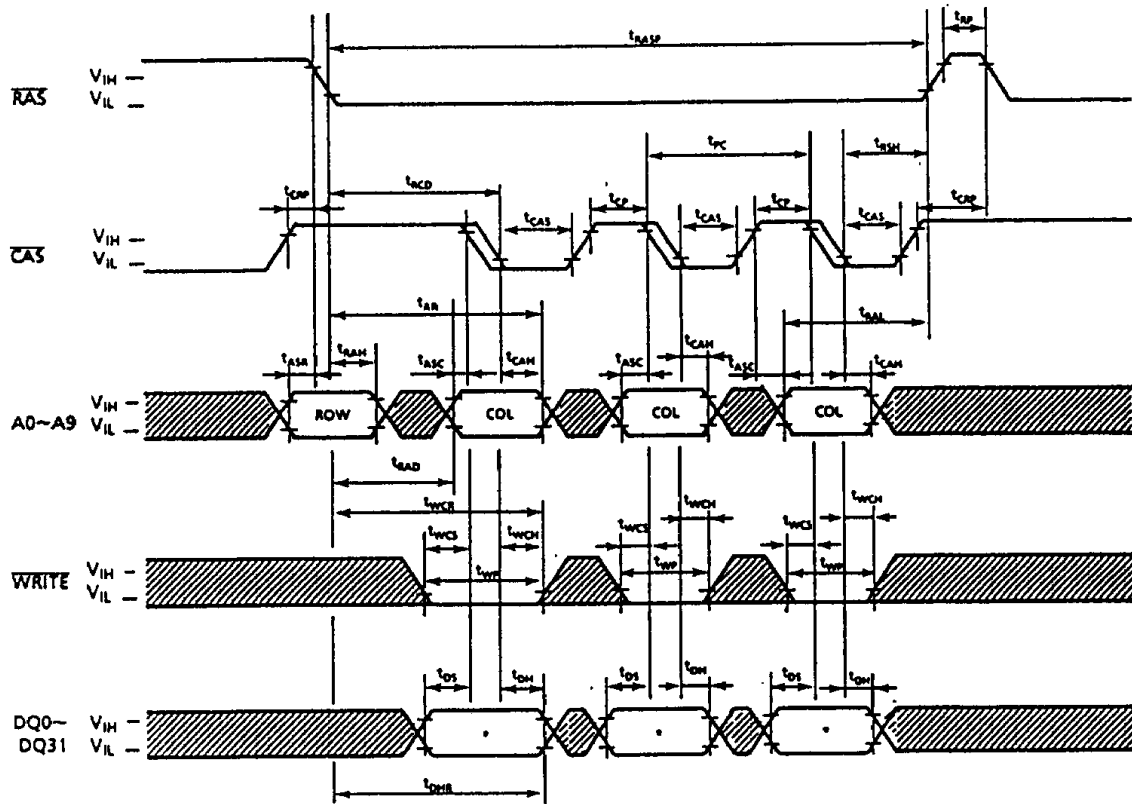 tRP
tRASP
VIH
RAS
VIL
tPC
tRSH
tRCD
tCRP
tCP
tCP
tCRP
tCAS
tCAS
tCAS
VIH
CAS
VIL
tAR
tRAL
tCAH
tASR
tRAH
tASC
tCAH
tASC
tASC
tCAH
VIH
A0~A9
VIL
ROW
COL
COL
COL
tRAD
tWCR
tWCH
tWCH
tWCS
tWCH
tWCS
tWCS
tWP
tWP
tWP
VIH
WRITE
VIL
tDS
tDH
tDS
tDH
tDS
tDH
DQ0~
DQ31
VIH
VIL
*
*
*
tDHR